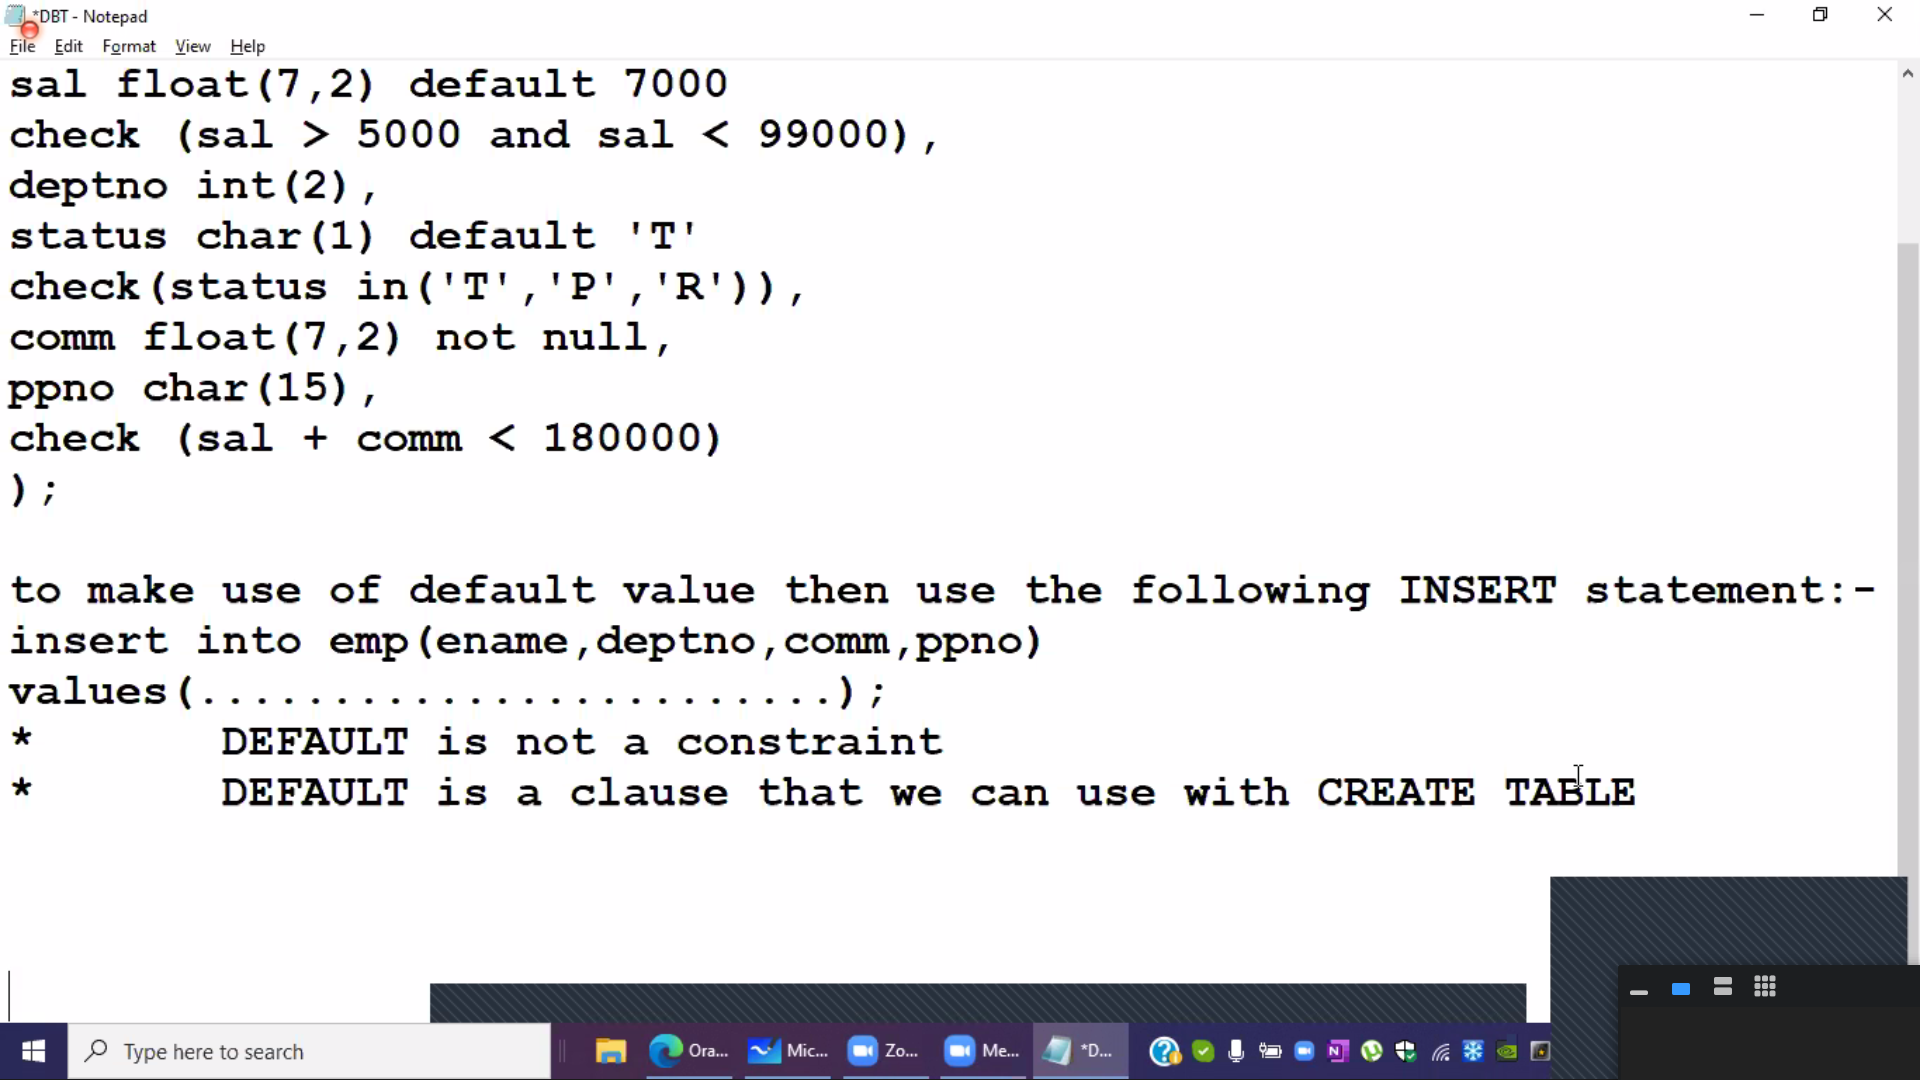 *DBT - Notepad
File Edit Format View Help
sal float(7,2) default 7000
check (sal > 5000 and sal < 99000),
deptno int(2),
status char(1) default 'T'
check(status in('T','P','R')),
comm float(7,2) not null,
ppno char(15),
check (sal + comm < 180000)
);
to make use of default value then use the following INSERT statement:-
insert into emp(ename,deptno,comm,ppno)
values(........................);
* DEFAULT is not a constraint
* DEFAULT is a clause that we can use with CREATE TABLE
Type here to search
Ora... Mic... Zo... Me... *D...